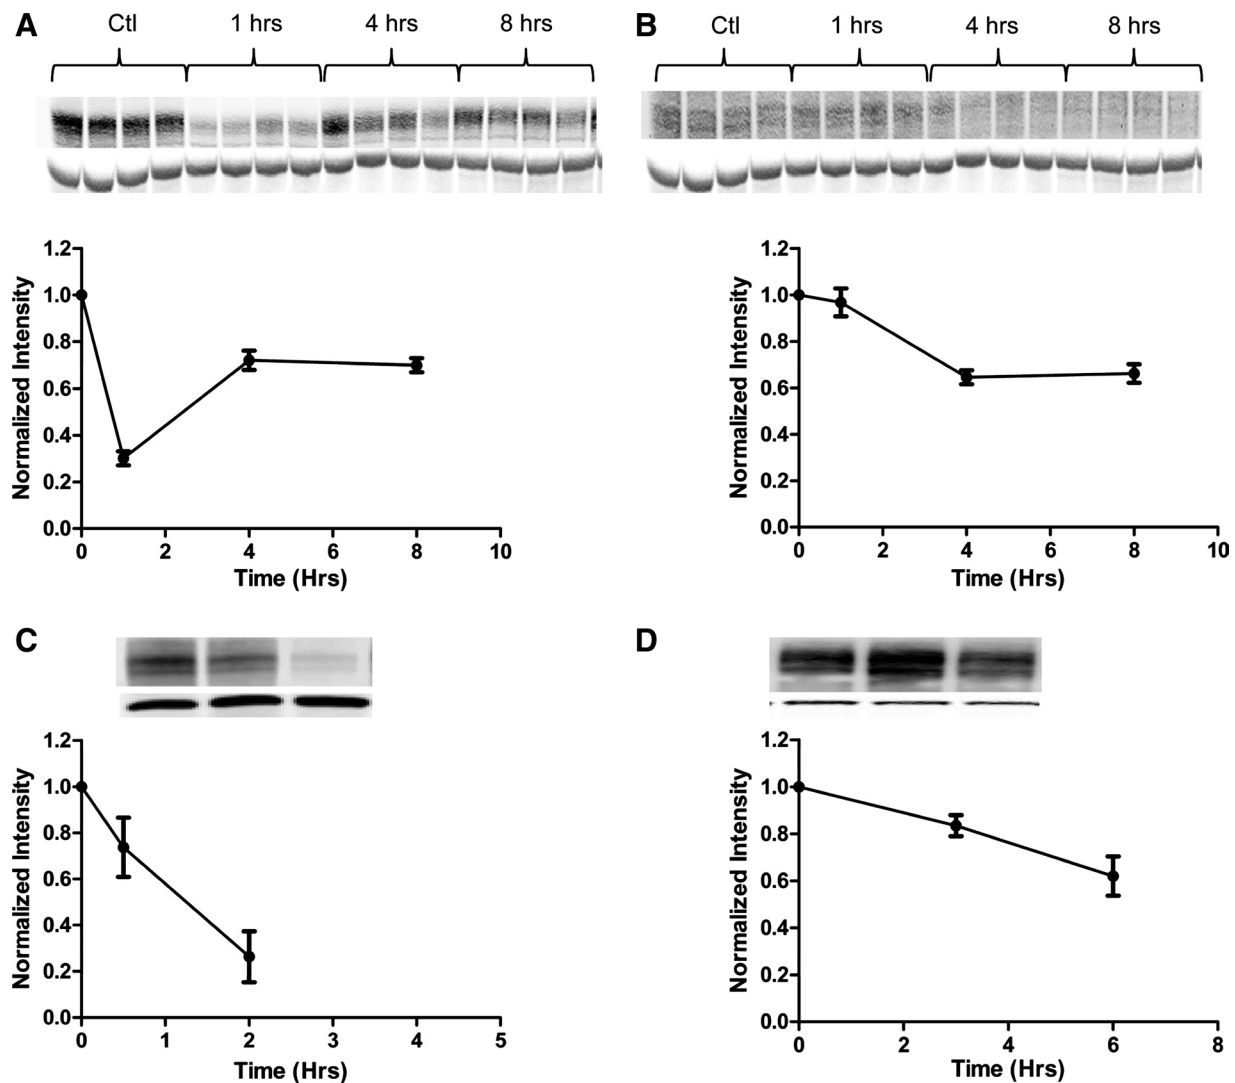 A
Ctl 1 hrs 4 hrs 8 hrs
1.2
1.0
0.8
0.6
0.4
0.2
0.0
Normalized Intensity
0 2 4 6 8 10
Time (Hrs)
B
Ctl 1 hrs 4 hrs 8 hrs
1.2
1.0
0.8
0.6
0.4
0.2
0.0
Normalized Intensity
0 2 4 6 8 10
Time (Hrs)
C
1.2
1.0
0.8
0.6
0.4
0.2
0.0
Normalized Intensity
0 1 2 3 4 5
Time (Hrs)
D
1.2
1.0
0.8
0.6
0.4
0.2
0.0
Normalized Intensity
0 2 4 6 8
Time (Hrs)